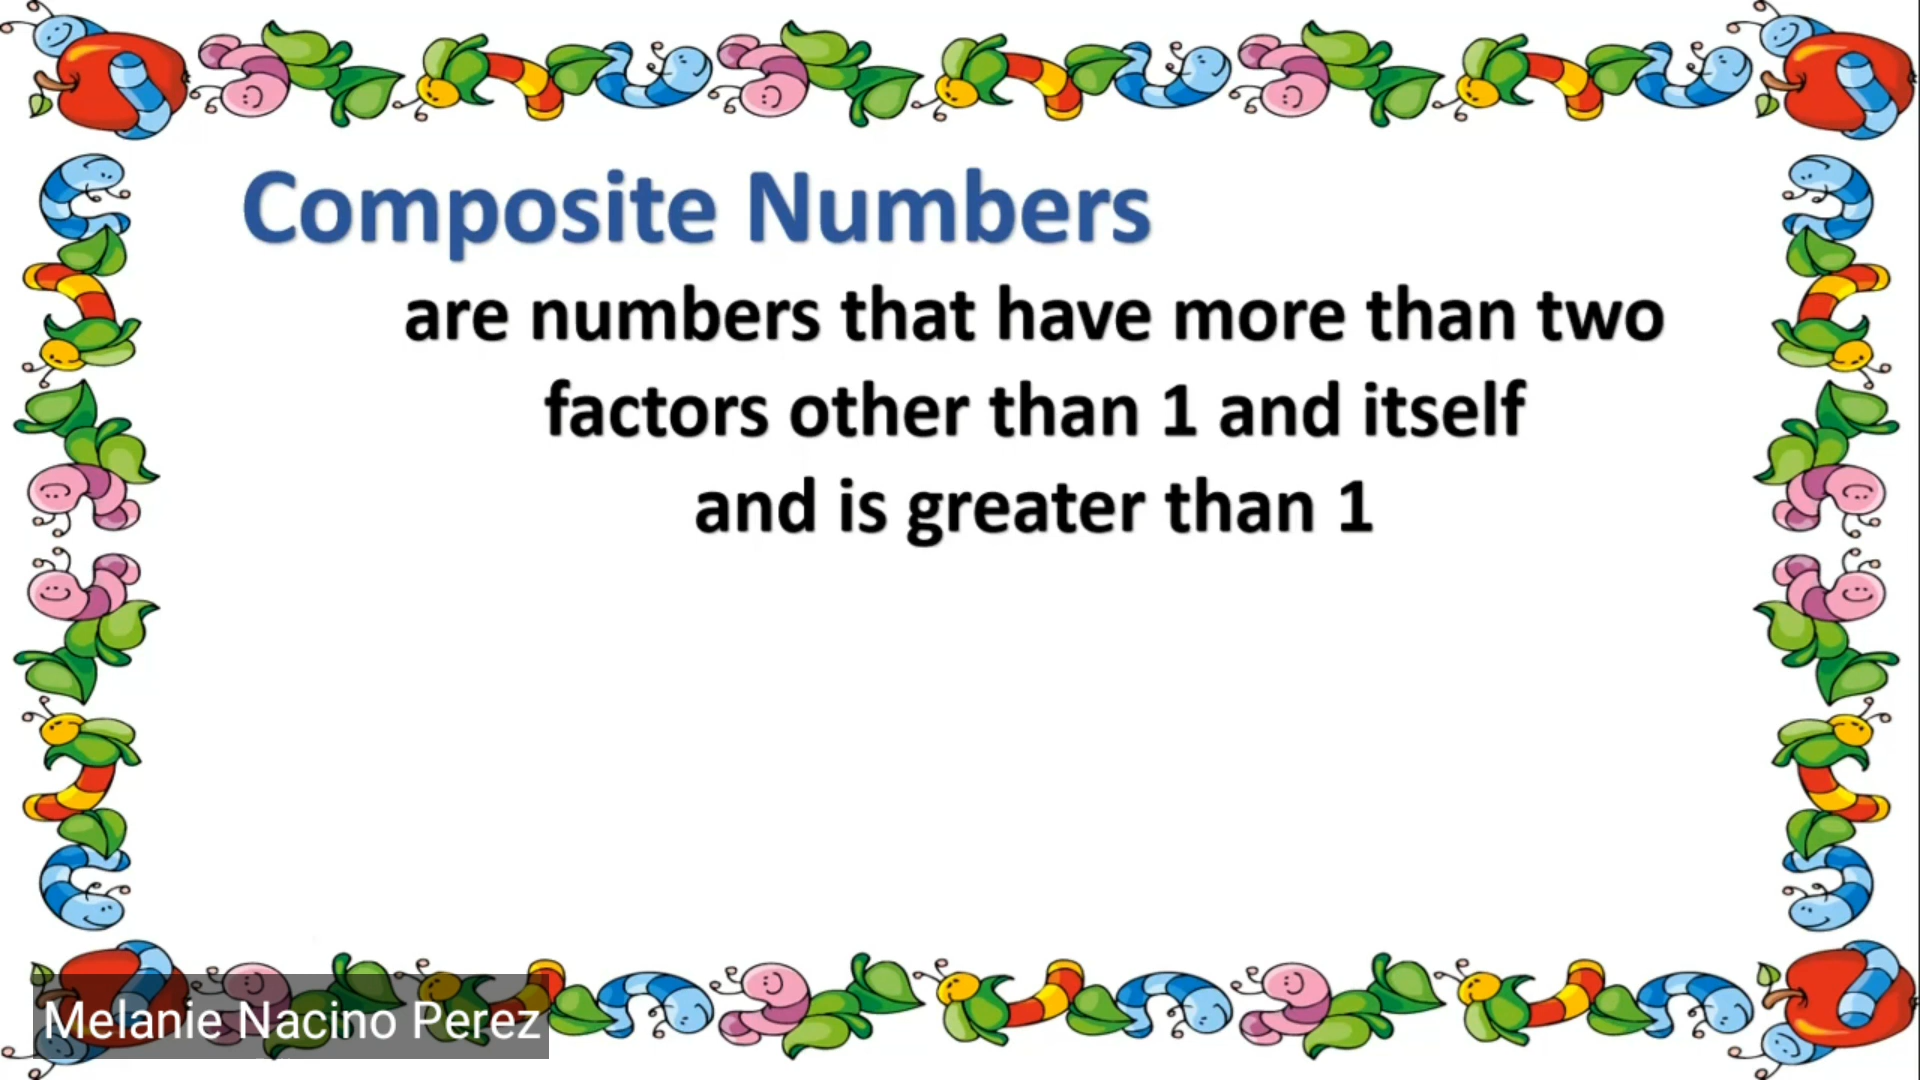 Composite Numbers
are numbers that have more than two
factors other than 1 and itself
and is greater than 1
Melanie Nacino Perez